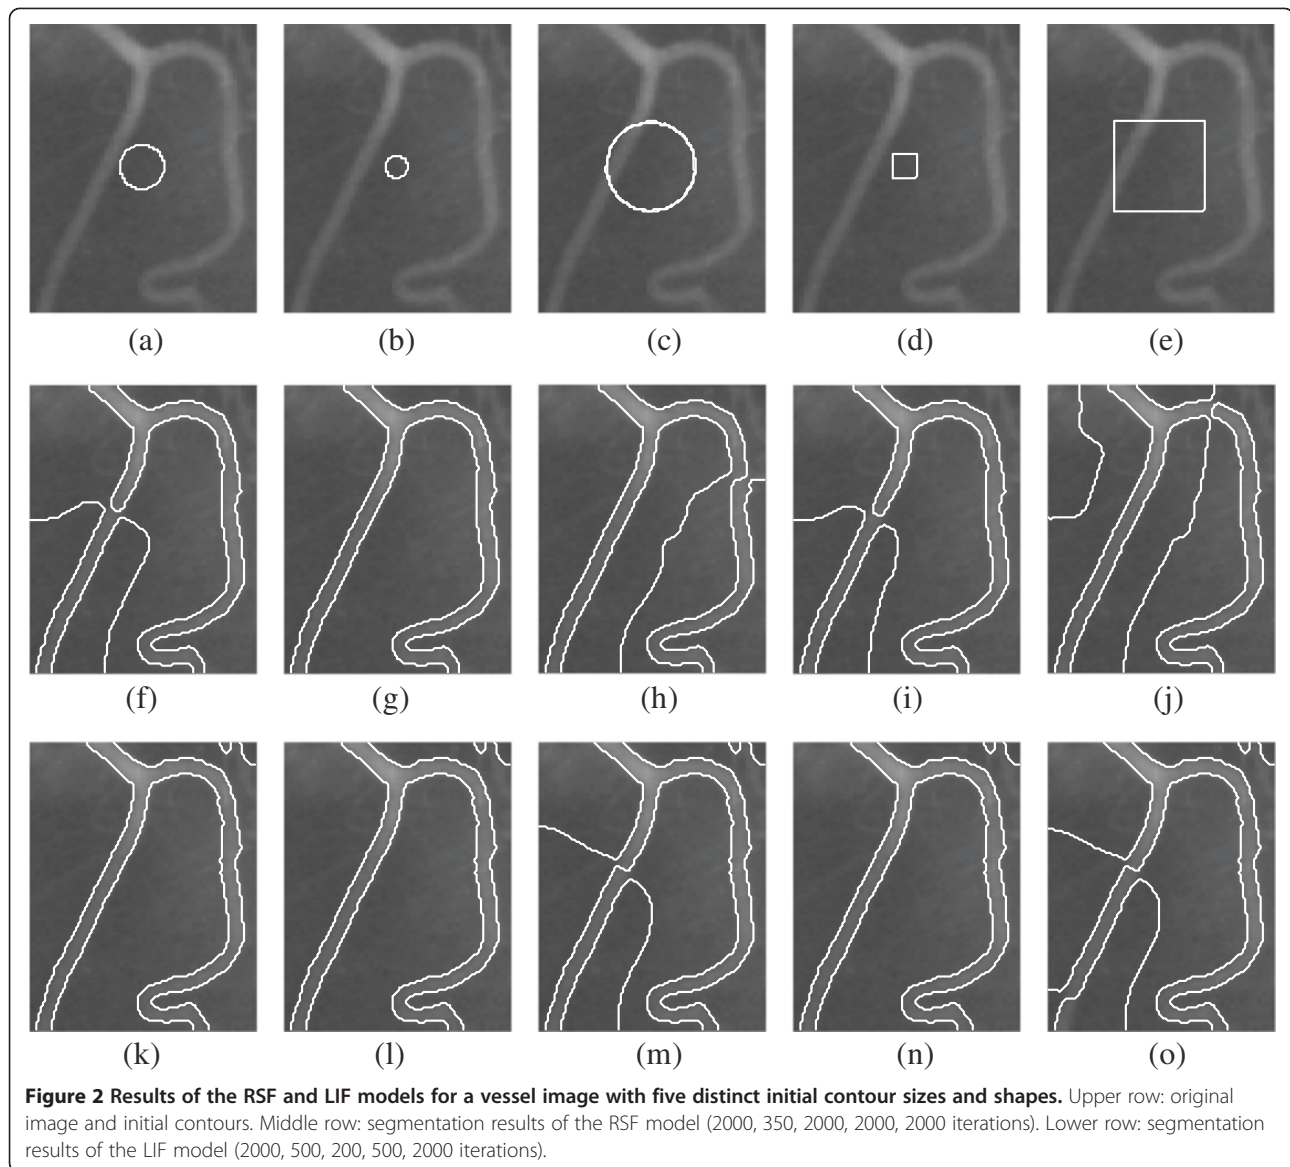 (a) (b) (c) (d) (e)
(f) (g) (h) (i) (j)
(k) (l) (m) (n) (o)
Figure 2 Results of the RSF and LIF models for a vessel image with five distinct initial contour sizes and shapes. Upper row: original
image and initial contours. Middle row: segmentation results of the RSF model (2000, 350, 2000, 2000, 2000 iterations). Lower row: segmentation
results of the LIF model (2000, 500, 200, 500, 2000 iterations).